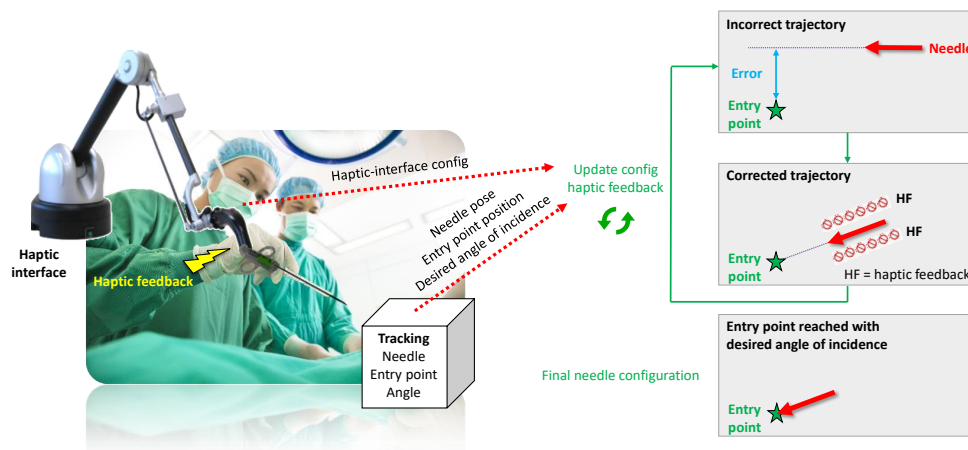 Haptic
interface
Haptic feedback
Haptic-interface config
Needle pose
Entry point position
Desired angle of incidence
Tracking
Needle
Entry point
Angle
Update config
haptic feedback
Final needle configuration
Incorrect trajectory
Needle
Error
Entry
point
Corrected trajectory
HF
HF
Entry
point
HF = haptic feedback
Entry point reached with
desired angle of incidence
Entry
point